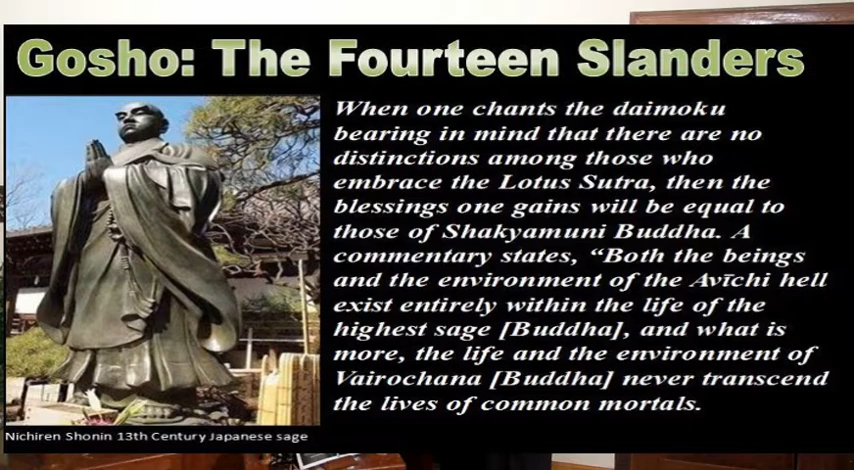 Gosho: The Fourteen Slanders
When one chants the daimoku
bearing in mind that there are no
distinctions among those who
embrace the Lotus Sutra, then the
blessings one gains will be equal to
those of Shakyamuni Buddha. A
commentary states, “Both the beings
and the environment of the Avīchi hell
exist entirely within the life of the
highest sage [Buddha], and what is
more, the life and the environment of
Vairochana [Buddha] never transcend
the lives of common mortals.
Nichiren Shonin 13th Century Japanese sage